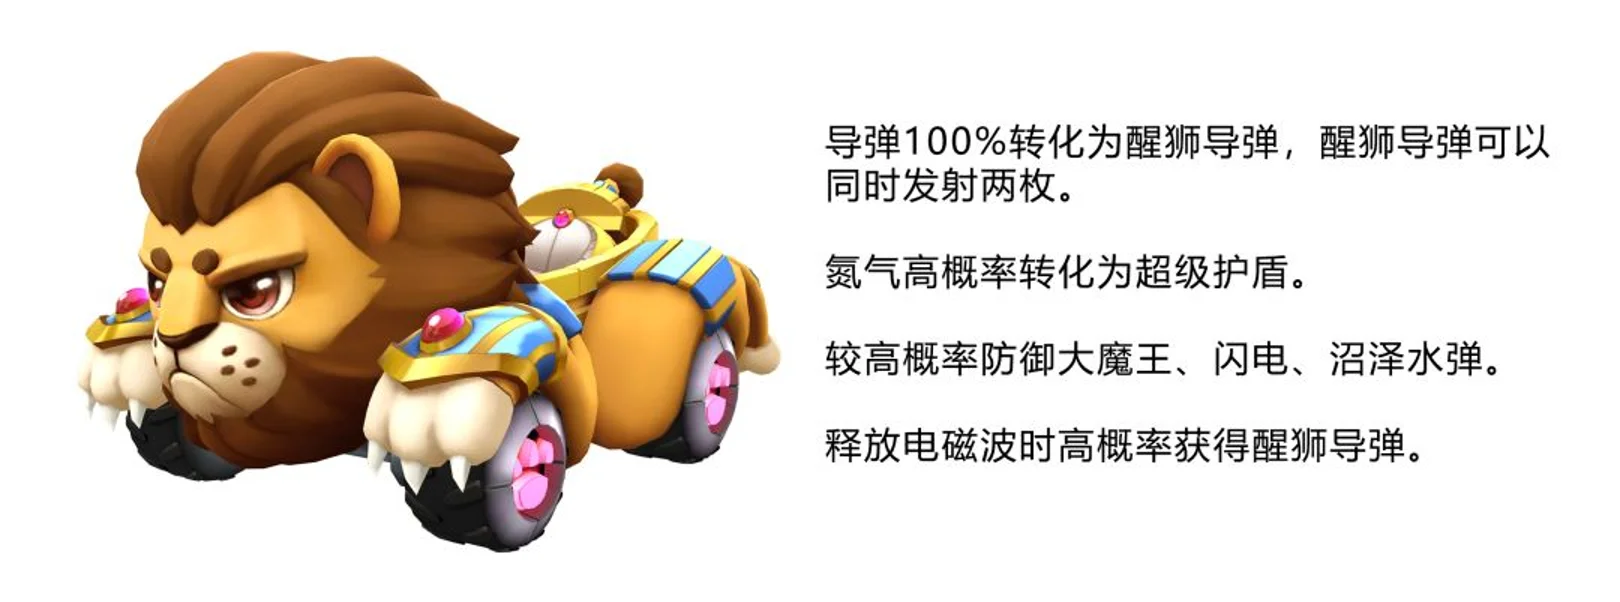 导弹100%转化为醒狮导弹，醒狮导弹可以
同时发射两枚。
氮气高概率转化为超级护盾。
较高概率防御大魔王、闪电、沼泽水弹。
释放电磁波时高概率获得醒狮导弹。